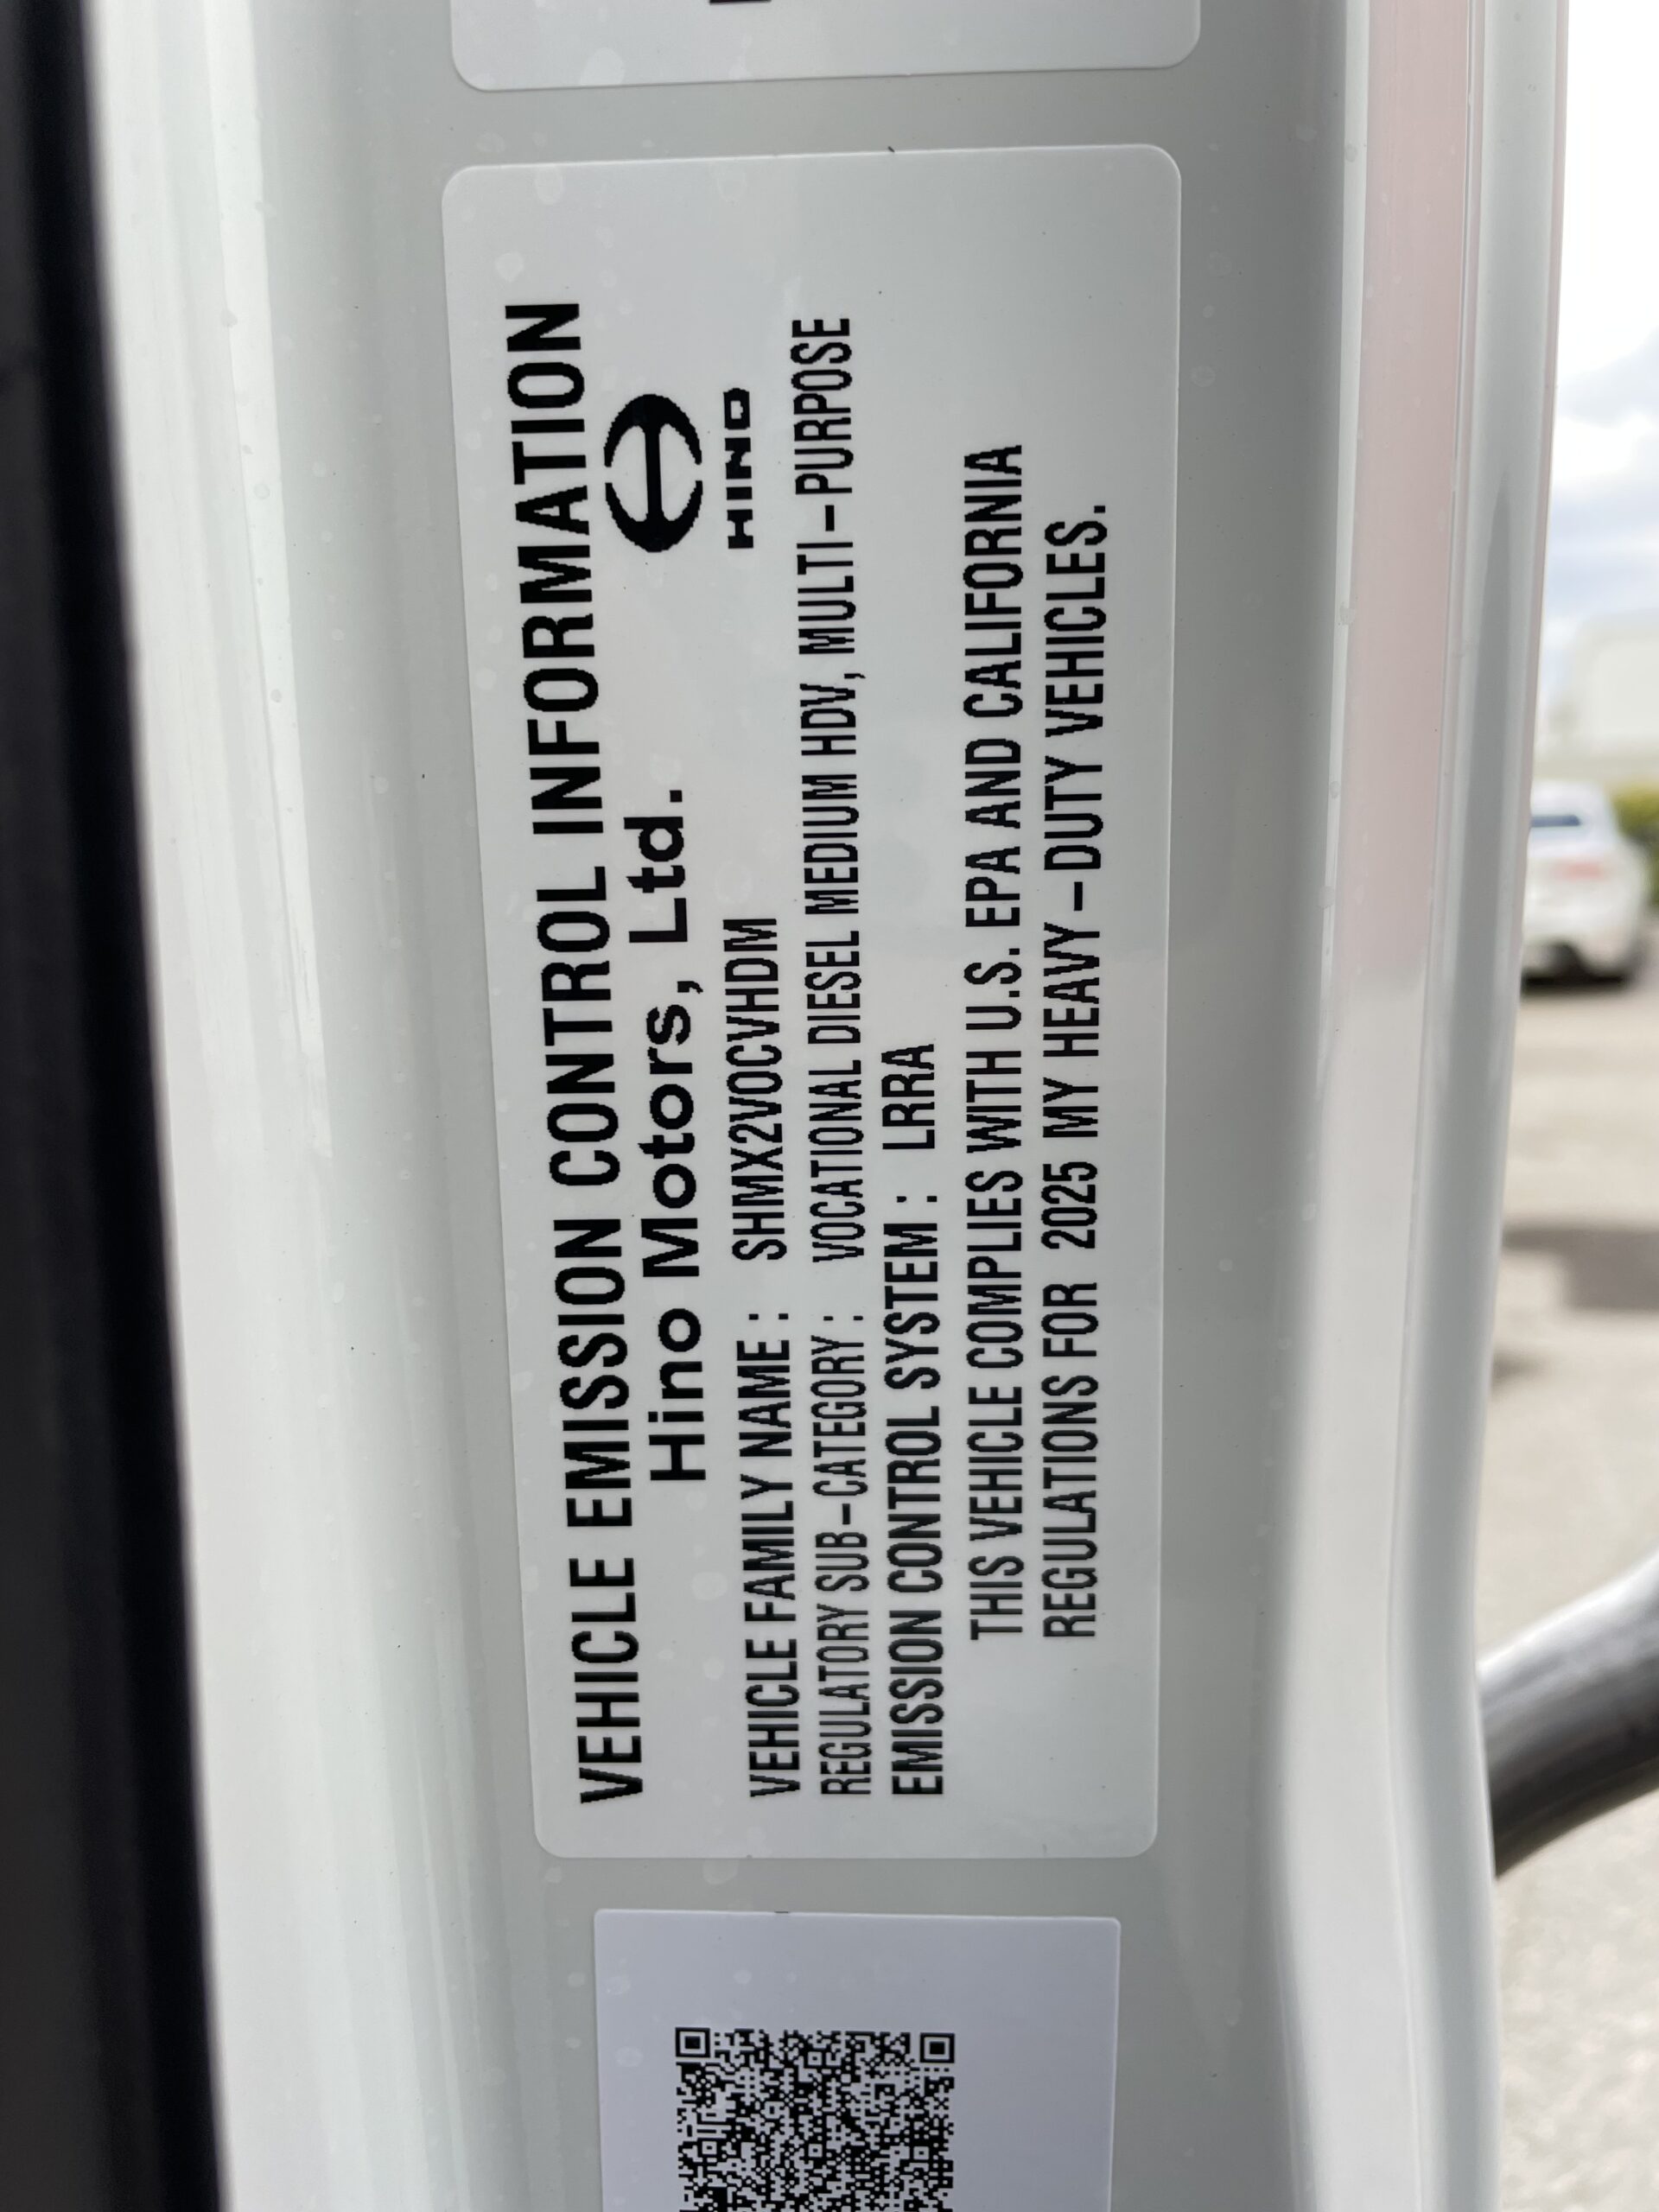 VEHICLE EMISSION CONTROL INFORMATION
Hino Motors, Ltd.
HINO
VEHICLE FAMILY NAME : SHMX2VOCVHDM
REGULATORY SUB-CATEGORY : VOCATIONAL DIESEL MEDIUM HDV, MULTI-PURPOSE
EMISSION CONTROL SYSTEM : LRRA
THIS VEHICLE COMPLIES WITH U.S. EPA AND CALIFORNIA
REGULATIONS FOR 2025 MY HEAVY-DUTY VEHICLES.